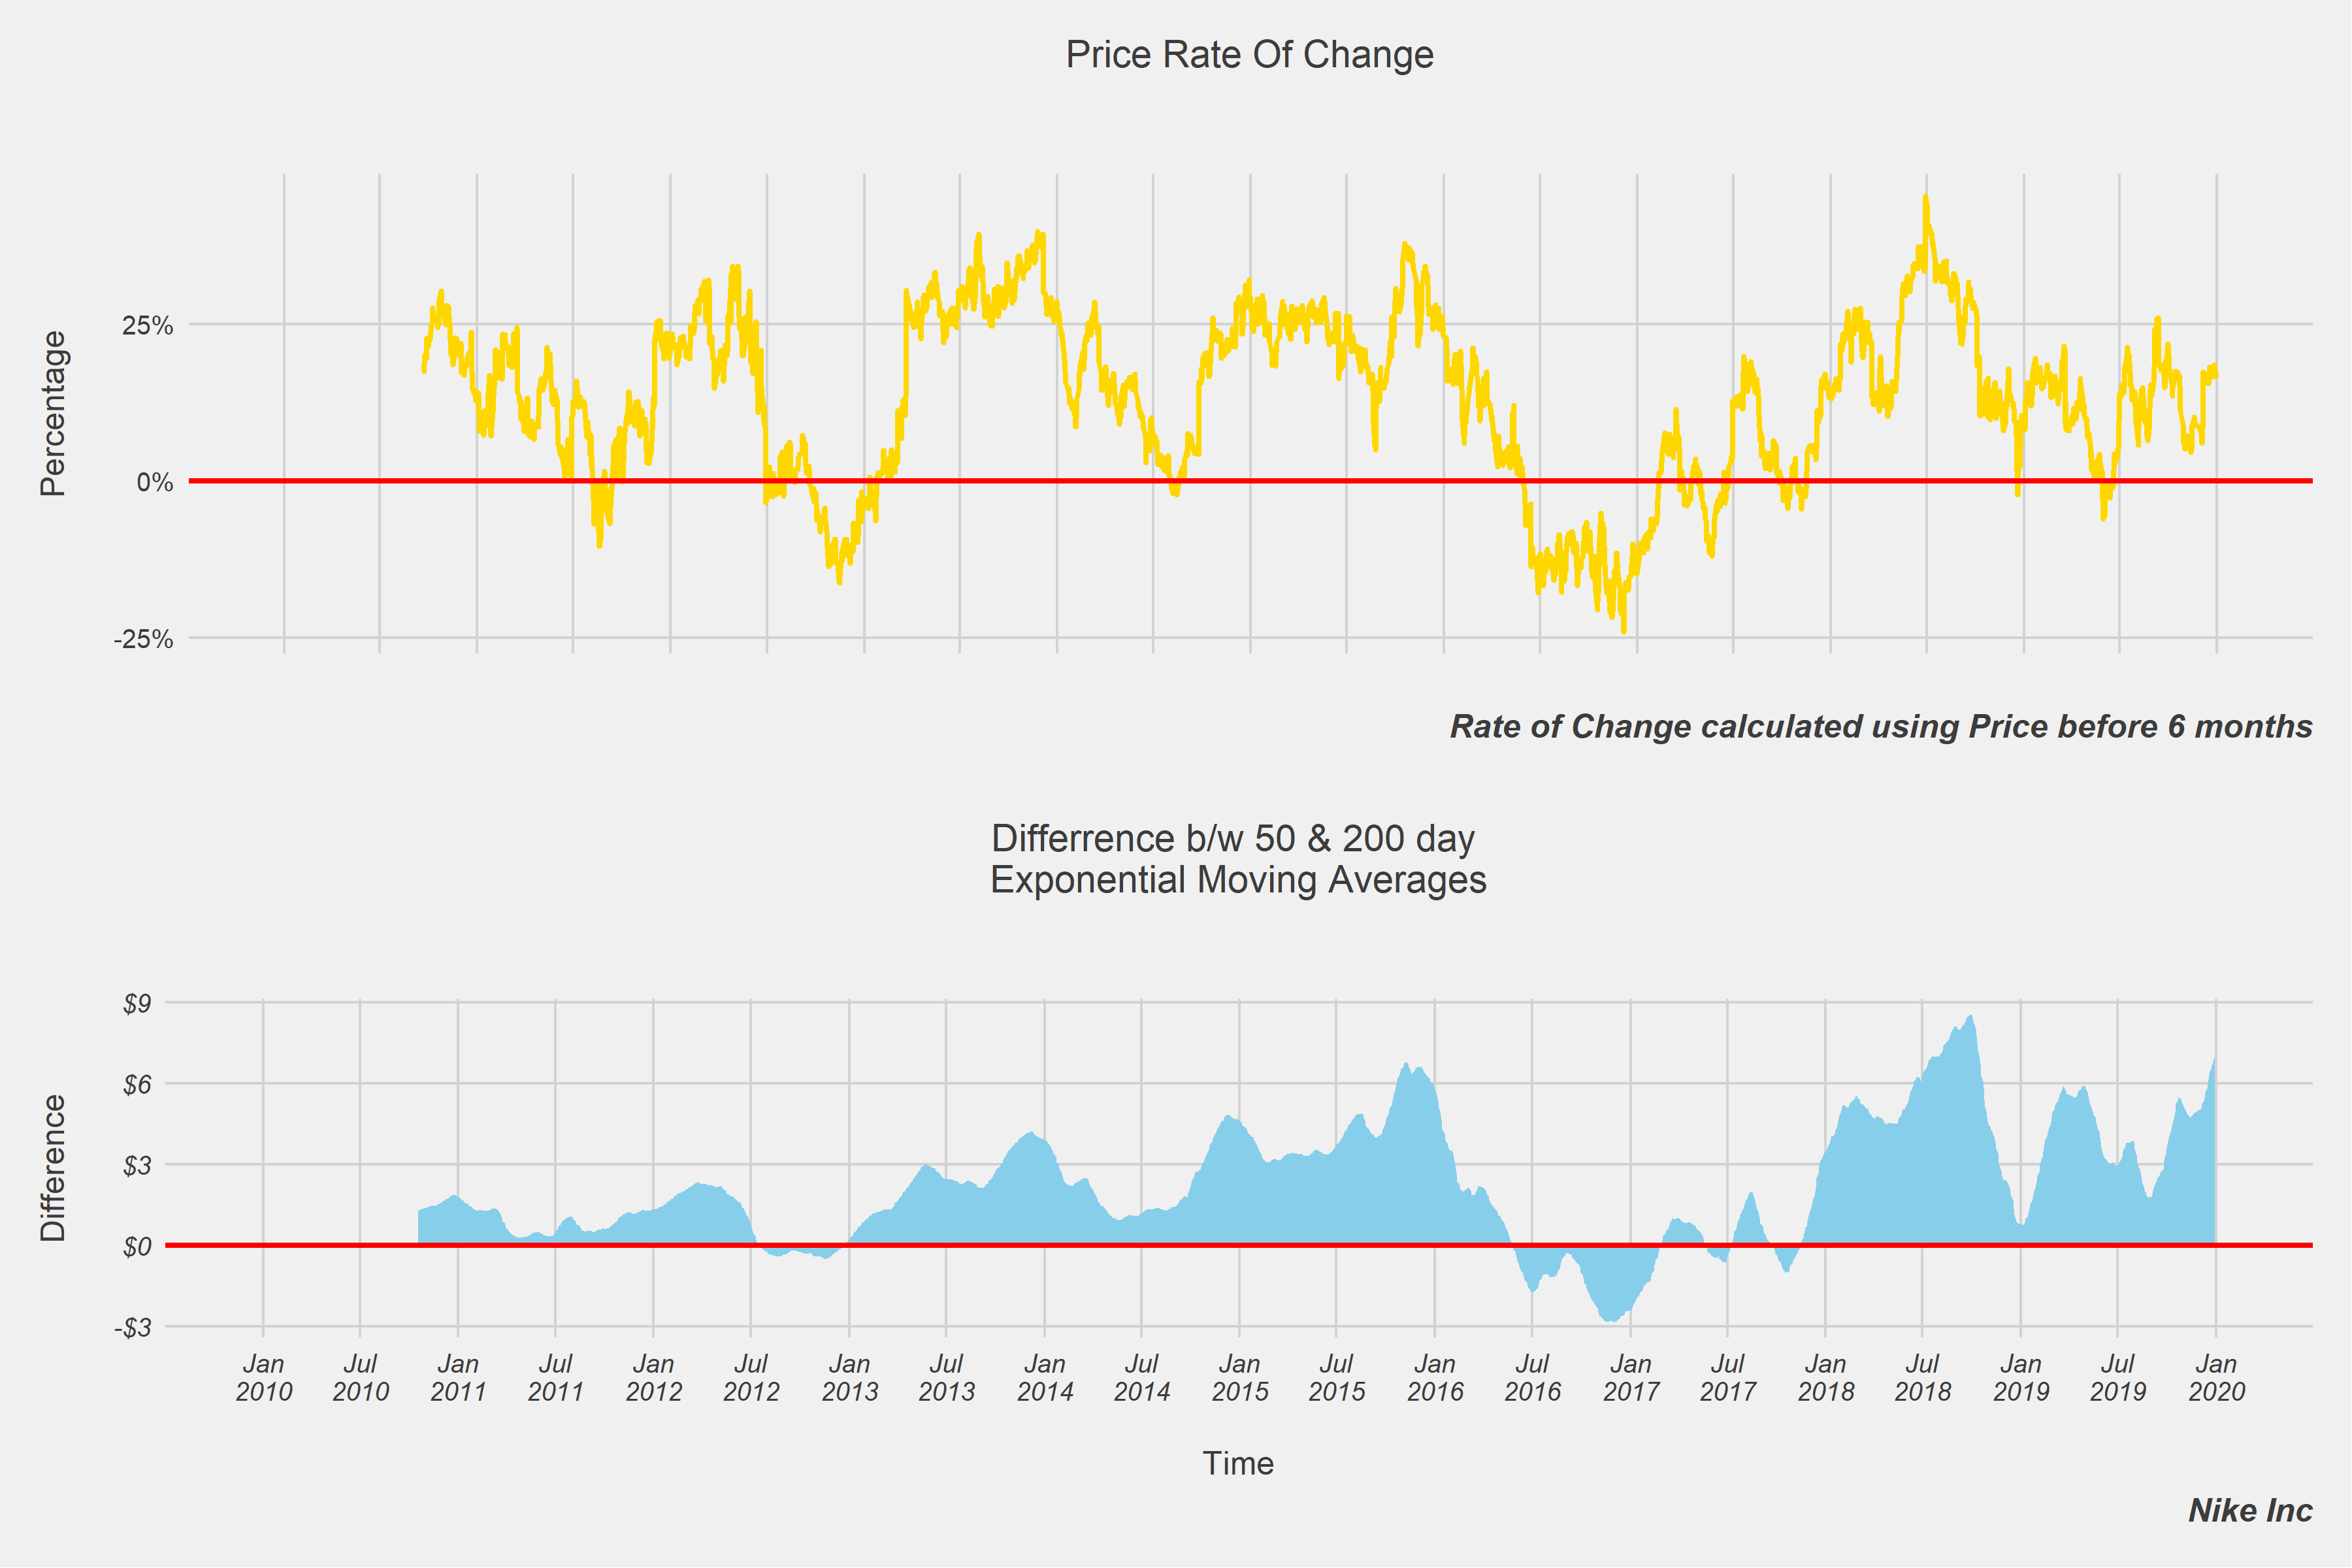 Price Rate Of Change
Percentage
25%
0%
-25%
Rate of Change calculated using Price before 6 months
Differrence b/w 50 & 200 day
Exponential Moving Averages
Difference
$9
$6
$3
$0
-$3
Jan Jul Jan Jul Jan Jul Jan Jul Jan Jul Jan Jul Jan Jul Jan Jul Jan Jul Jan Jul Jan
2010 2010 2011 2011 2012 2012 2013 2013 2014 2014 2015 2015 2016 2016 2017 2017 2018 2018 2019 2019 2020
Time
Nike Inc